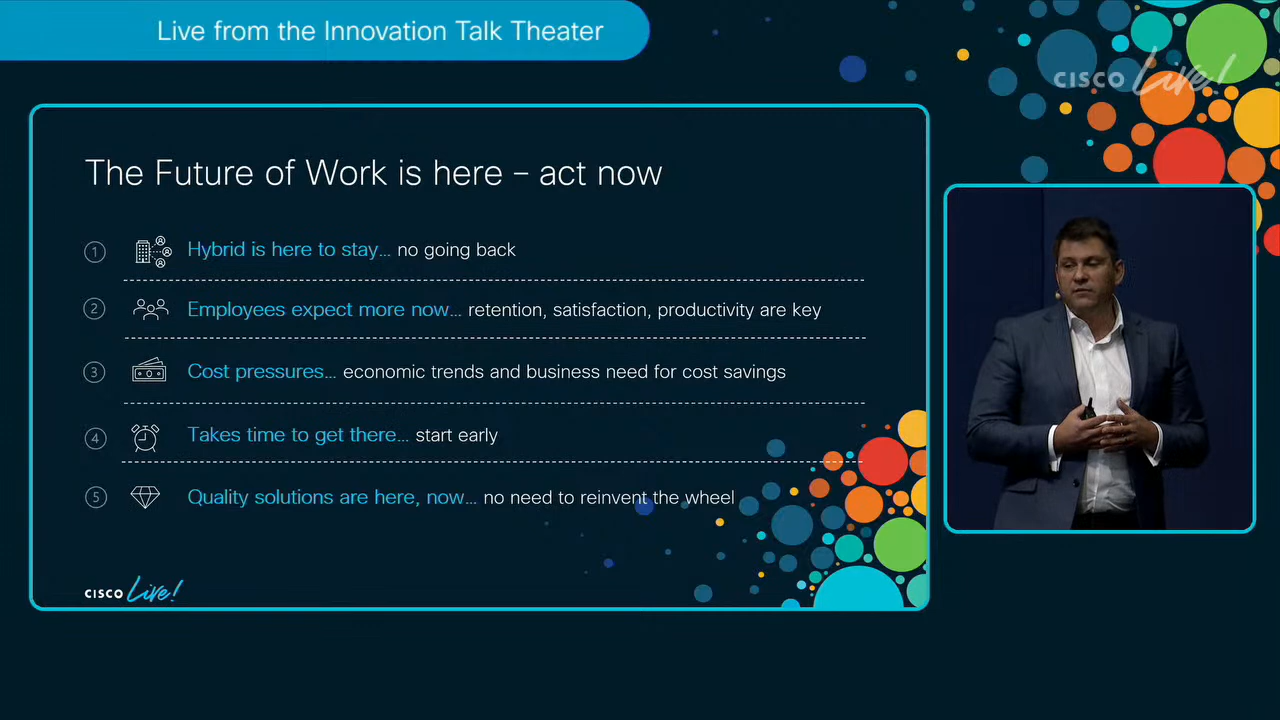 Live from the Innovation Talk Theater
CISCO Live!
The Future of Work is here – act now
1 Hybrid is here to stay... no going back
2 Employees expect more now... retention, satisfaction, productivity are key
3 Cost pressures... economic trends and business need for cost savings
4 Takes time to get there... start early
5 Quality solutions are here, now... no need to reinvent the wheel
CISCO Live!